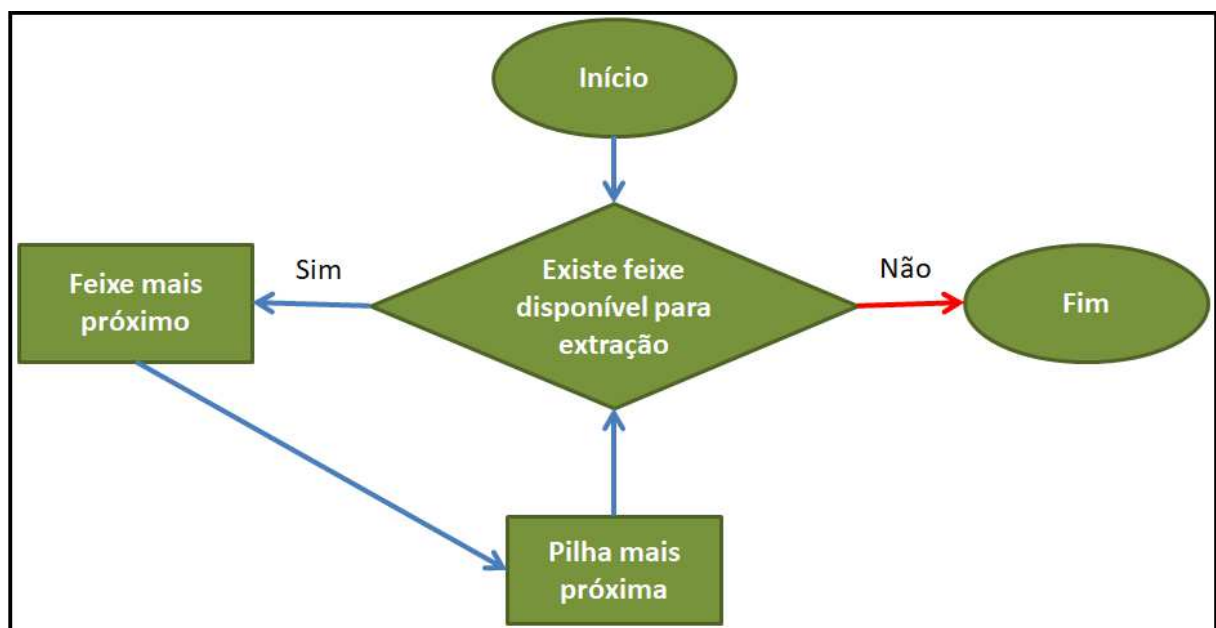 Início
Sim
Não
Feixe mais
próximo
Existe feixe
disponível para
extração
Fim
Pilha mais
próxima